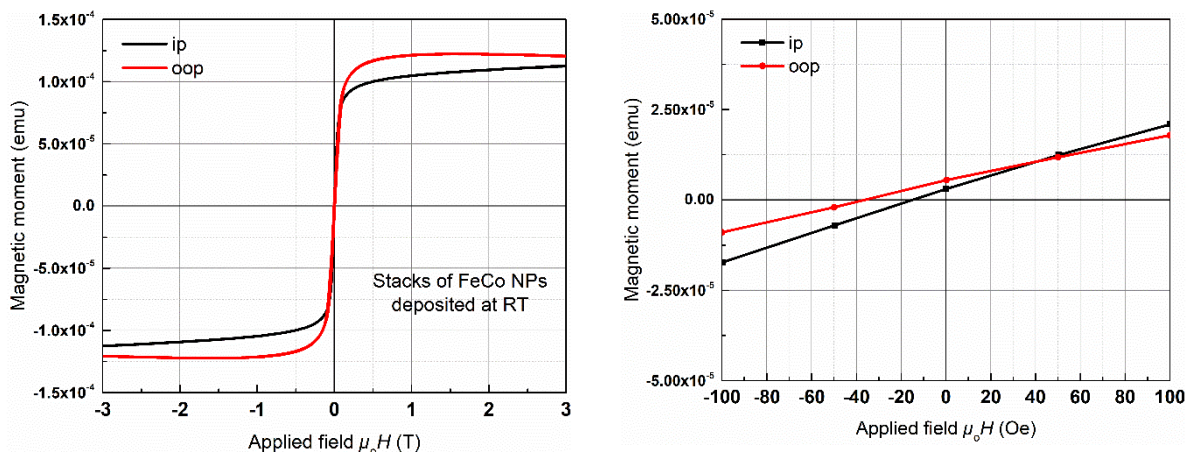 1.5x10⁻⁴
1.0x10⁻⁴
5.0x10⁻⁵
0.0
-5.0x10⁻⁵
-1.0x10⁻⁴
-1.5x10⁻⁴
Magnetic moment (emu)
ip
oop
Stacks of FeCo NPs
deposited at RT
-3 -2 -1 0 1 2 3
Applied field μ₀H (T)
5.00x10⁻⁵
2.50x10⁻⁵
0.00
-2.50x10⁻⁵
-5.00x10⁻⁵
Magnetic moment (emu)
ip
oop
-100 -80 -60 -40 -20 0 20 40 60 80 100
Applied field μ₀H (Oe)